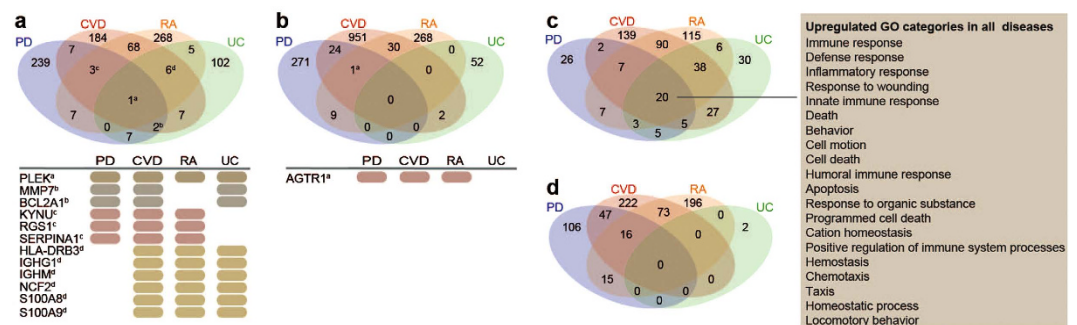 a
CVD RA
PD UC
184 268
7 68 5
239 102
3ᶜ 6ᵈ
1ᵃ
7 7
0 2ᵇ
7
PD CVD RA UC
PLEKᵃ
MMP7ᵇ
BCL2A1ᵇ
KYNUᶜ
RGS1ᶜ
SERPINA1ᶜ
HLA-DRB3ᵈ
IGHG1ᵈ
IGHMᵈ
NCF2ᵈ
S100A8ᵈ
S100A9ᵈ
b
CVD RA
PD UC
951 268
24 30 0
271 52
1ᵃ 0
0
9 2
0 0
0
PD CVD RA UC
AGTR1ᵃ
c
CVD RA
PD UC
139 115
2 90 6
26 30
7 38
20
7 27
3 5
5
d
CVD RA
PD UC
222 196
47 73 0
106 2
16 0
0
15 0
0 0
0
Upregulated GO categories in all diseases
Immune response
Defense response
Inflammatory response
Response to wounding
Innate immune response
Death
Behavior
Cell motion
Cell death
Humoral immune response
Apoptosis
Response to organic substance
Programmed cell death
Cation homeostasis
Positive regulation of immune system processes
Hemostasis
Chemotaxis
Taxis
Homeostatic process
Locomotory behavior